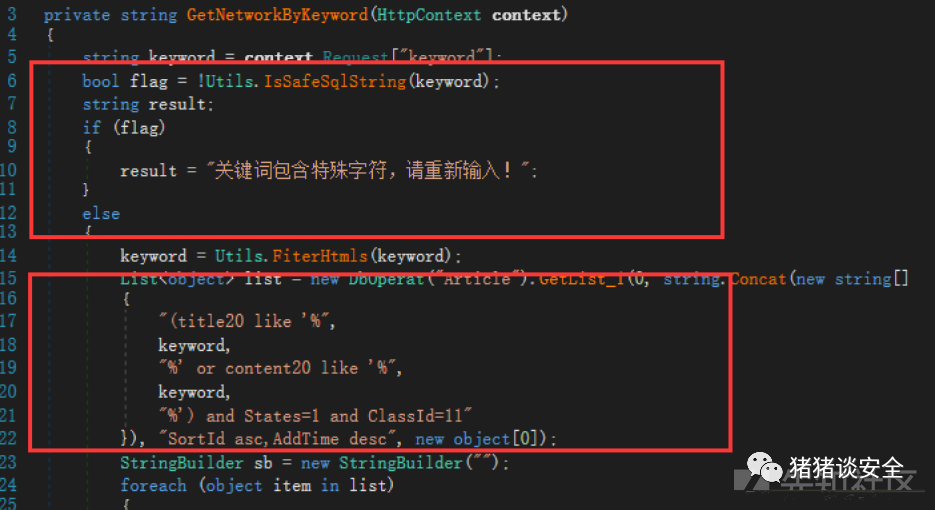 3 private string GetNetworkByKeyword(HttpContext context)
4 {
5 string keyword = context.Request["keyword"];
6 bool flag = !Utils.IsSafeSqlString(keyword);
7 string result;
8 if (flag)
9 {
10 result = "关键词包含特殊字符，请重新输入！";
11 }
12 else
13 {
14 keyword = Utils.FiterHtmls(keyword);
15 List<object> list = new DbOperat("Article").GetList_1(0, string.Concat(new string[]
16 {
17 "(title20 like '%",
18 keyword,
19 "%' or content20 like '%",
20 keyword,
21 "%') and States=1 and ClassId=11"
22 }), "SortId asc,AddTime desc", new object[0]);
23 StringBuilder sb = new StringBuilder("");
24 foreach (object item in list)
25 {
猪猪谈安全